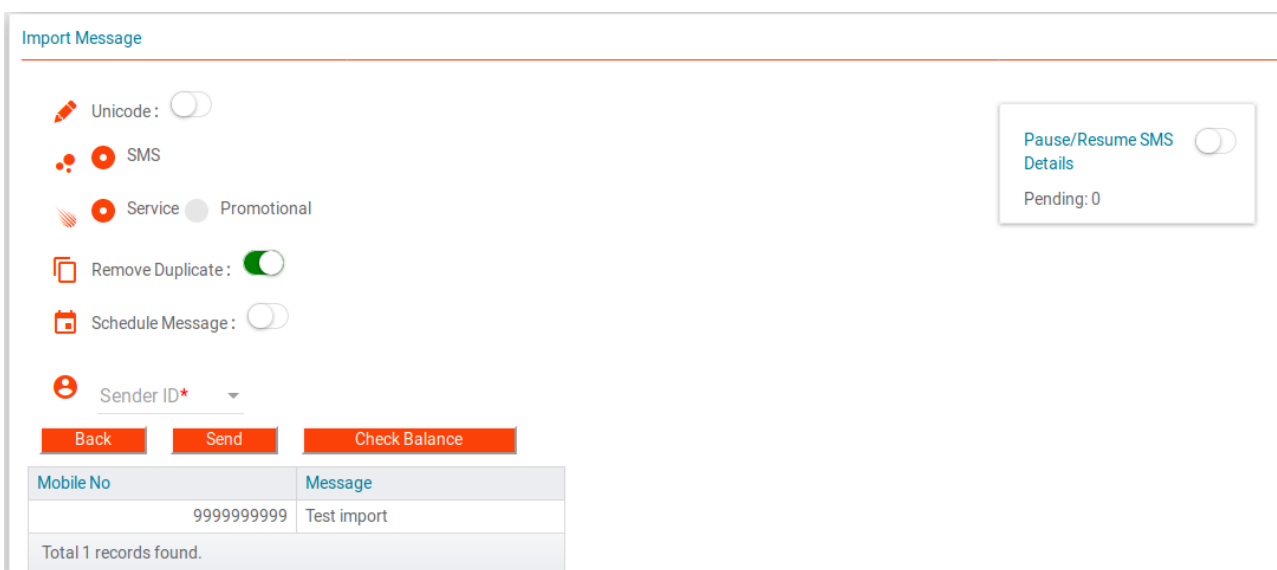 Import Message
Unicode :
SMS
Service Promotional
Remove Duplicate :
Schedule Message :
Sender ID*
Back Send Check Balance
Mobile No Message
9999999999 Test import
Total 1 records found.
Pause/Resume SMS
Details
Pending: 0